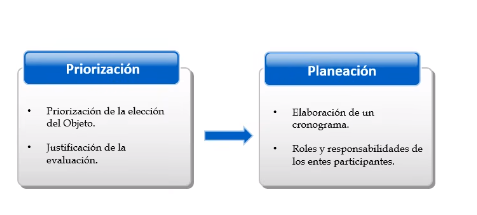 Priorización
• Priorización de la elección
del Objeto.
• Justificación de la
evaluación.
Planeación
• Elaboración de un
cronograma.
• Roles y responsabilidades de
los entes participantes.